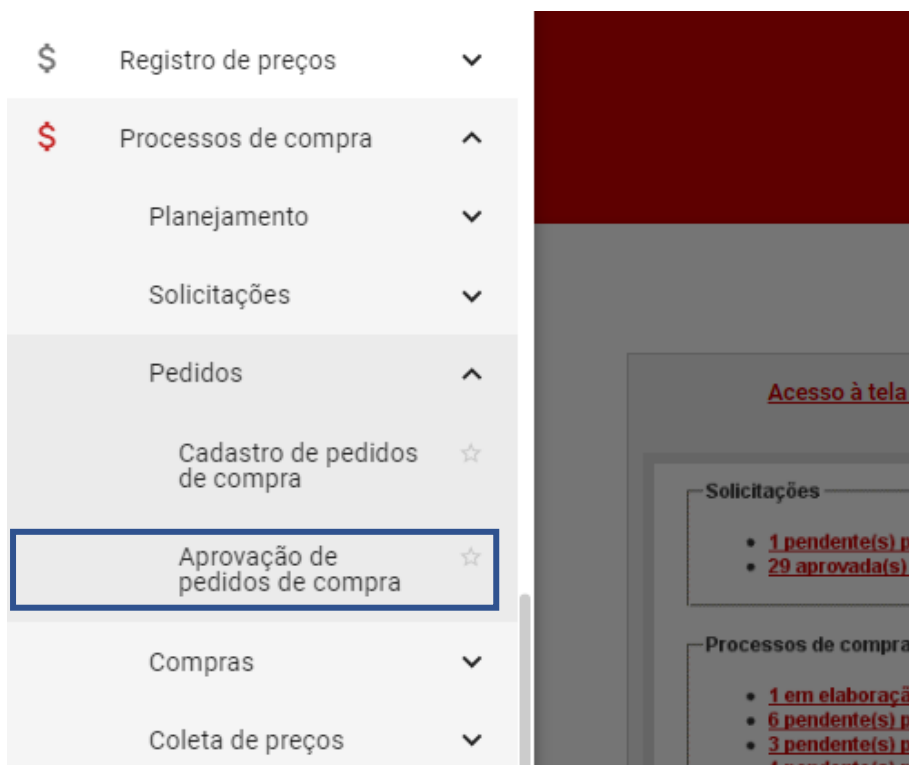 $ Registro de preços
$ Processos de compra
Planejamento
Solicitações
Pedidos
Cadastro de pedidos
de compra
Aprovação de
pedidos de compra
Compras
Coleta de preços
Acesso à tela
Solicitações
1 pendente(s)
29 aprovada(s)
Processos de compra
1 em
6 pendente(s)
3 pendente(s)